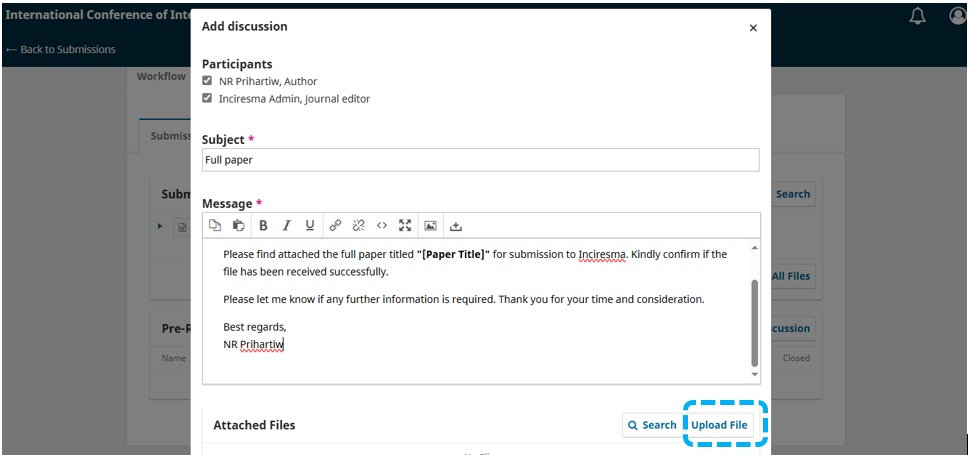 International Conference of Inte
Add discussion
← Back to Submissions
Participants
Workflow
NR Prihartiw, Author
Inciresma Admin, Journal editor
Submiss
Subject *
Full paper
Subm
Search
Message *
Please find attached the full paper titled "[Paper Title]" for submission to Inciresma. Kindly confirm if the
file has been received successfully.
All Files
Please let me know if any further information is required. Thank you for your time and consideration.
Best regards,
Pre-R
scussion
NR Prihartiw
Name
Closed
Attached Files
Search
Upload File